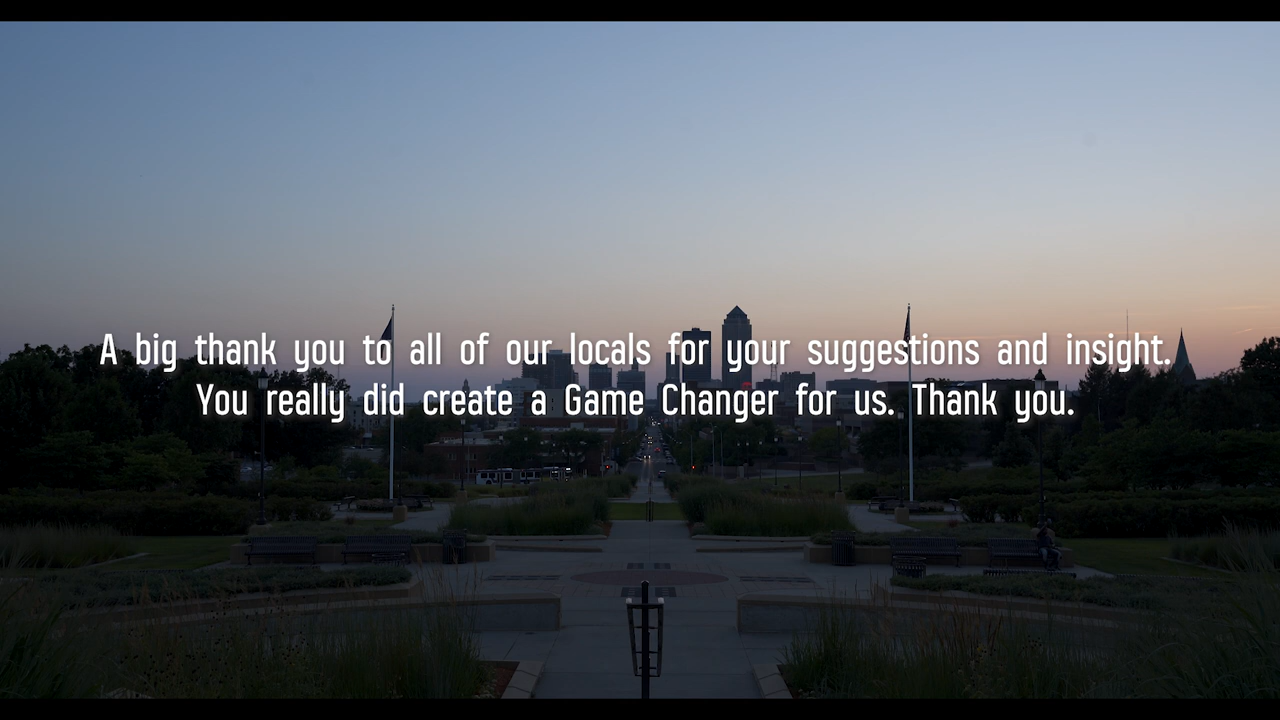 A big thank you to all of our locals for your suggestions and insight.
You really did create a Game Changer for us. Thank you.